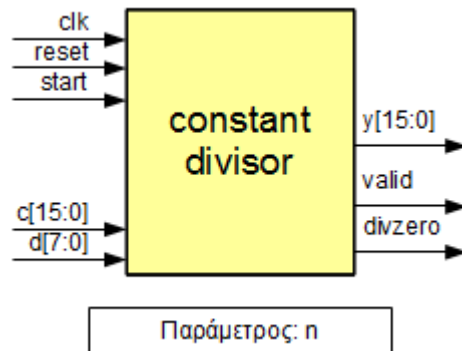 clk
reset
start
constant
divisor
y[15:0]
valid
divzero
c[15:0]
d[7:0]
Παράμετρος: n